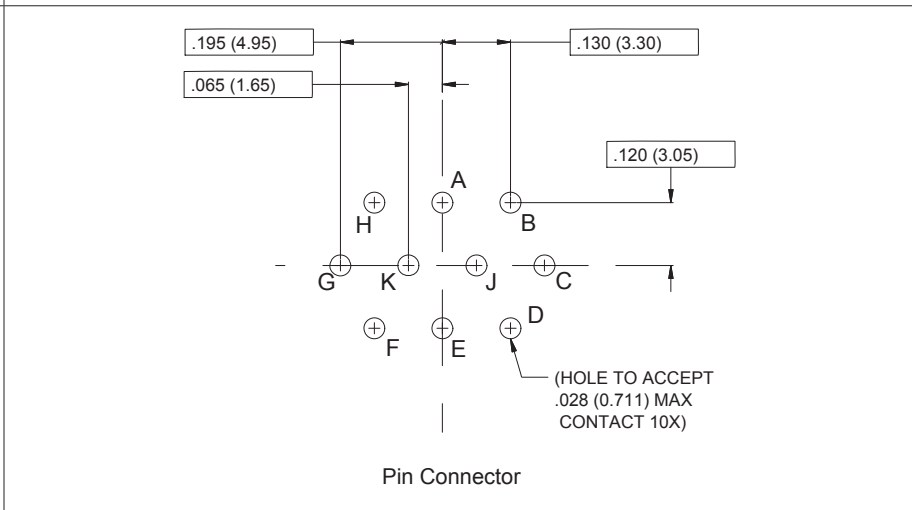 .195 (4.95)
.130 (3.30)
.065 (1.65)
.120 (3.05)
A
H
B
G
K
J
C
F
E
D
(HOLE TO ACCEPT
.028 (0.711) MAX
CONTACT 10X)
Pin Connector